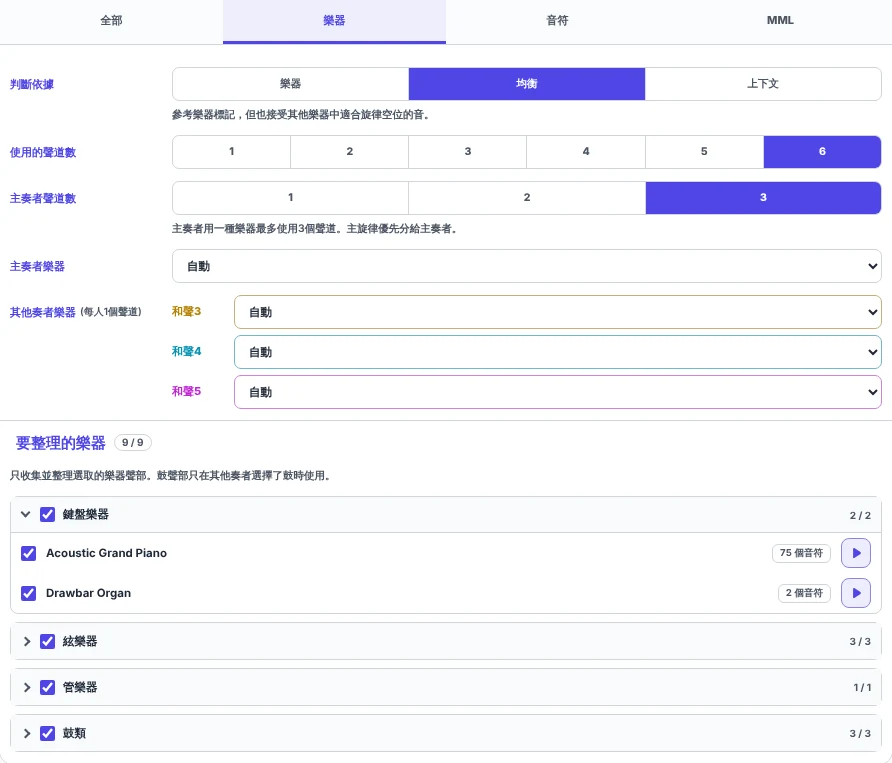 全部 樂器 音符 MML
判斷依據 樂器 均衡 上下文
參考樂器標記，但也接受其他樂器中適合旋律空位的音。
使用的聲道數 1 2 3 4 5 6
主奏者聲道數 1 2 3
主奏者用一種樂器最多使用3個聲道。主旋律優先分給主奏者。
主奏者樂器 自動
其他奏者樂器 (每人1個聲道) 和聲3 自動
和聲4 自動
和聲5 自動
要整理的樂器 9 / 9
只收集並整理選取的樂器聲部。鼓聲部只在其他奏者選擇了鼓時使用。
鍵盤樂器 2 / 2
Acoustic Grand Piano 75 個音符
Drawbar Organ 2 個音符
絃樂器 3 / 3
管樂器 1 / 1
鼓類 3 / 3